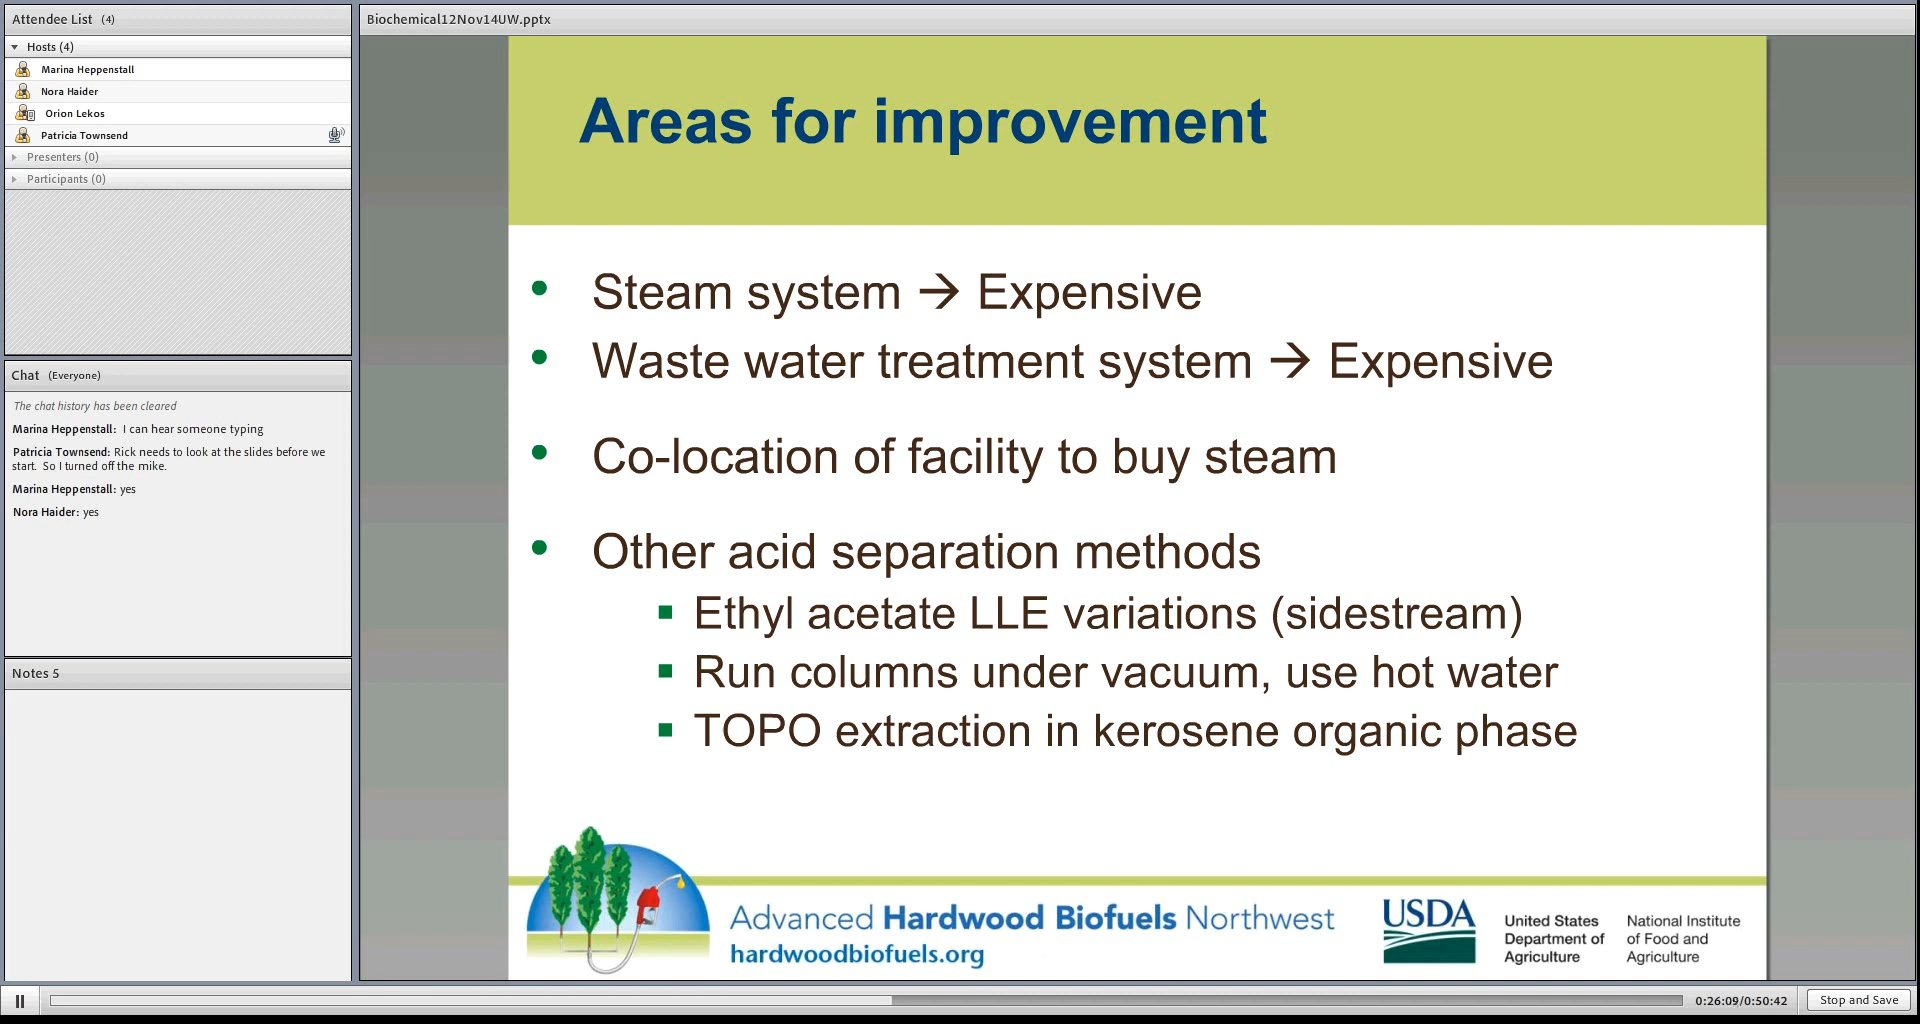 Attendee List (4)
Hosts (4)
Marina Heppenstall
Nora Haider
Orion Lekos
Patricia Townsend
Presenters (0)
Participants (0)
Chat (Everyone)
The chat history has been cleared
Marina Heppenstall: I can hear someone typing
Patricia Townsend: Rick needs to look at the slides before we
start. So I turned off the mike.
Marina Heppenstall: yes
Nora Haider: yes
Notes 5
Biochemical12Nov14UW.pptx
Areas for improvement
• Steam system → Expensive
• Waste water treatment system → Expensive
• Co-location of facility to buy steam
• Other acid separation methods
▪ Ethyl acetate LLE variations (sidestream)
▪ Run columns under vacuum, use hot water
▪ TOPO extraction in kerosene organic phase
Advanced Hardwood Biofuels Northwest
hardwoodbiofuels.org
USDA
United States
Department of
Agriculture
National Institute
of Food and
Agriculture
0:26:09/0:50:42
Stop and Save